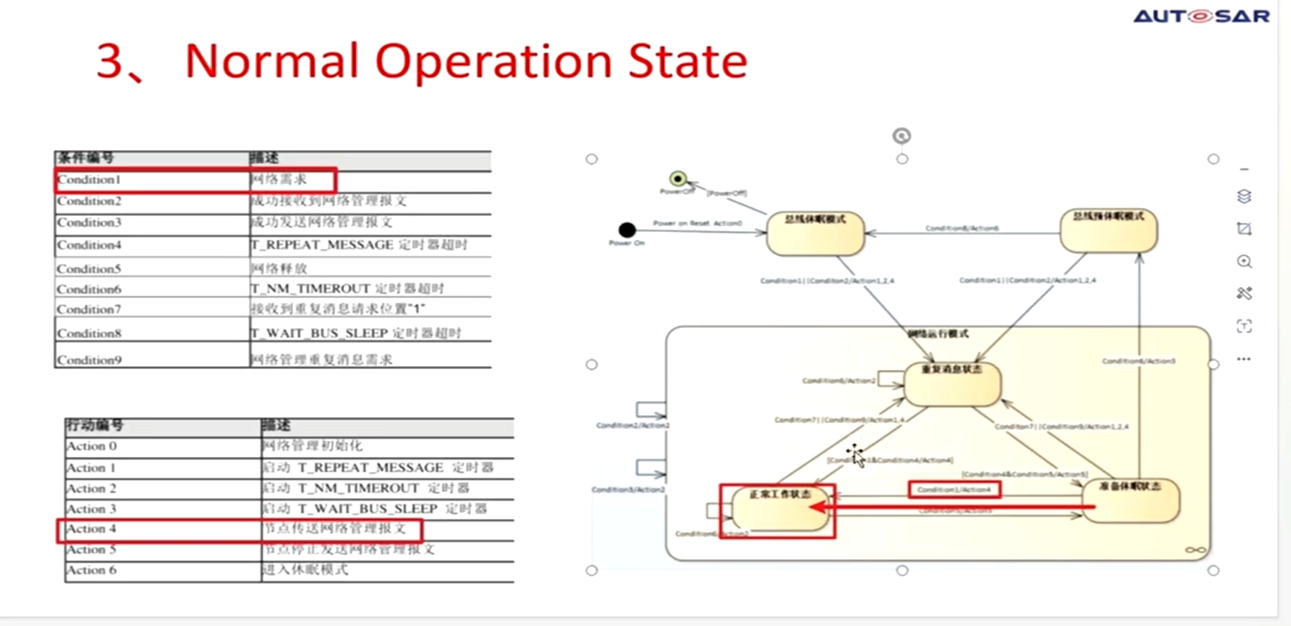 AUTOSAR
3、 Normal Operation State
条件编号 描述
Condition1 网络需求
Condition2 成功接收到网络管理报文
Condition3 成功发送网络管理报文
Condition4 T_REPEAT_MESSAGE 定时器超时
Condition5 网络释放
Condition6 T_NM_TIMEROUT 定时器超时
Condition7 接收到重复消息请求位置"1"
Condition8 T_WAIT_BUS_SLEEP 定时器超时
Condition9 网络管理重复消息需求
行动编号 描述
Action 0 网络管理初始化
Action 1 启动 T_REPEAT_MESSAGE 定时器
Action 2 启动 T_NM_TIMEROUT 定时器
Action 3 启动 T_WAIT_BUS_SLEEP 定时器
Action 4 节点传送网络管理报文
Action 5 节点停止发送网络管理报文
Action 6 进入休眠模式
PowerOff
[PowerOff]
Power On
Power on Reset Action0
总线休眠模式
Condition8/Action6
总线预休眠模式
Condition1||Condition2/Action1,2,4
Condition1||Condition2/Action1,2,4
网络运行模式
Condition6/Action3
重复消息状态
Condition6/Action2
Condition2/Action2
Condition7||Condition9/Action1,4
Condition7||Condition9/Action1,2,4
&Condition4/Action4]
[Condition4&Condition5/Action5]
Condition3/Action2
正常工作状态
Condition1/Action4
准备休眠状态
Condition5/Action5
Condition6/Action2